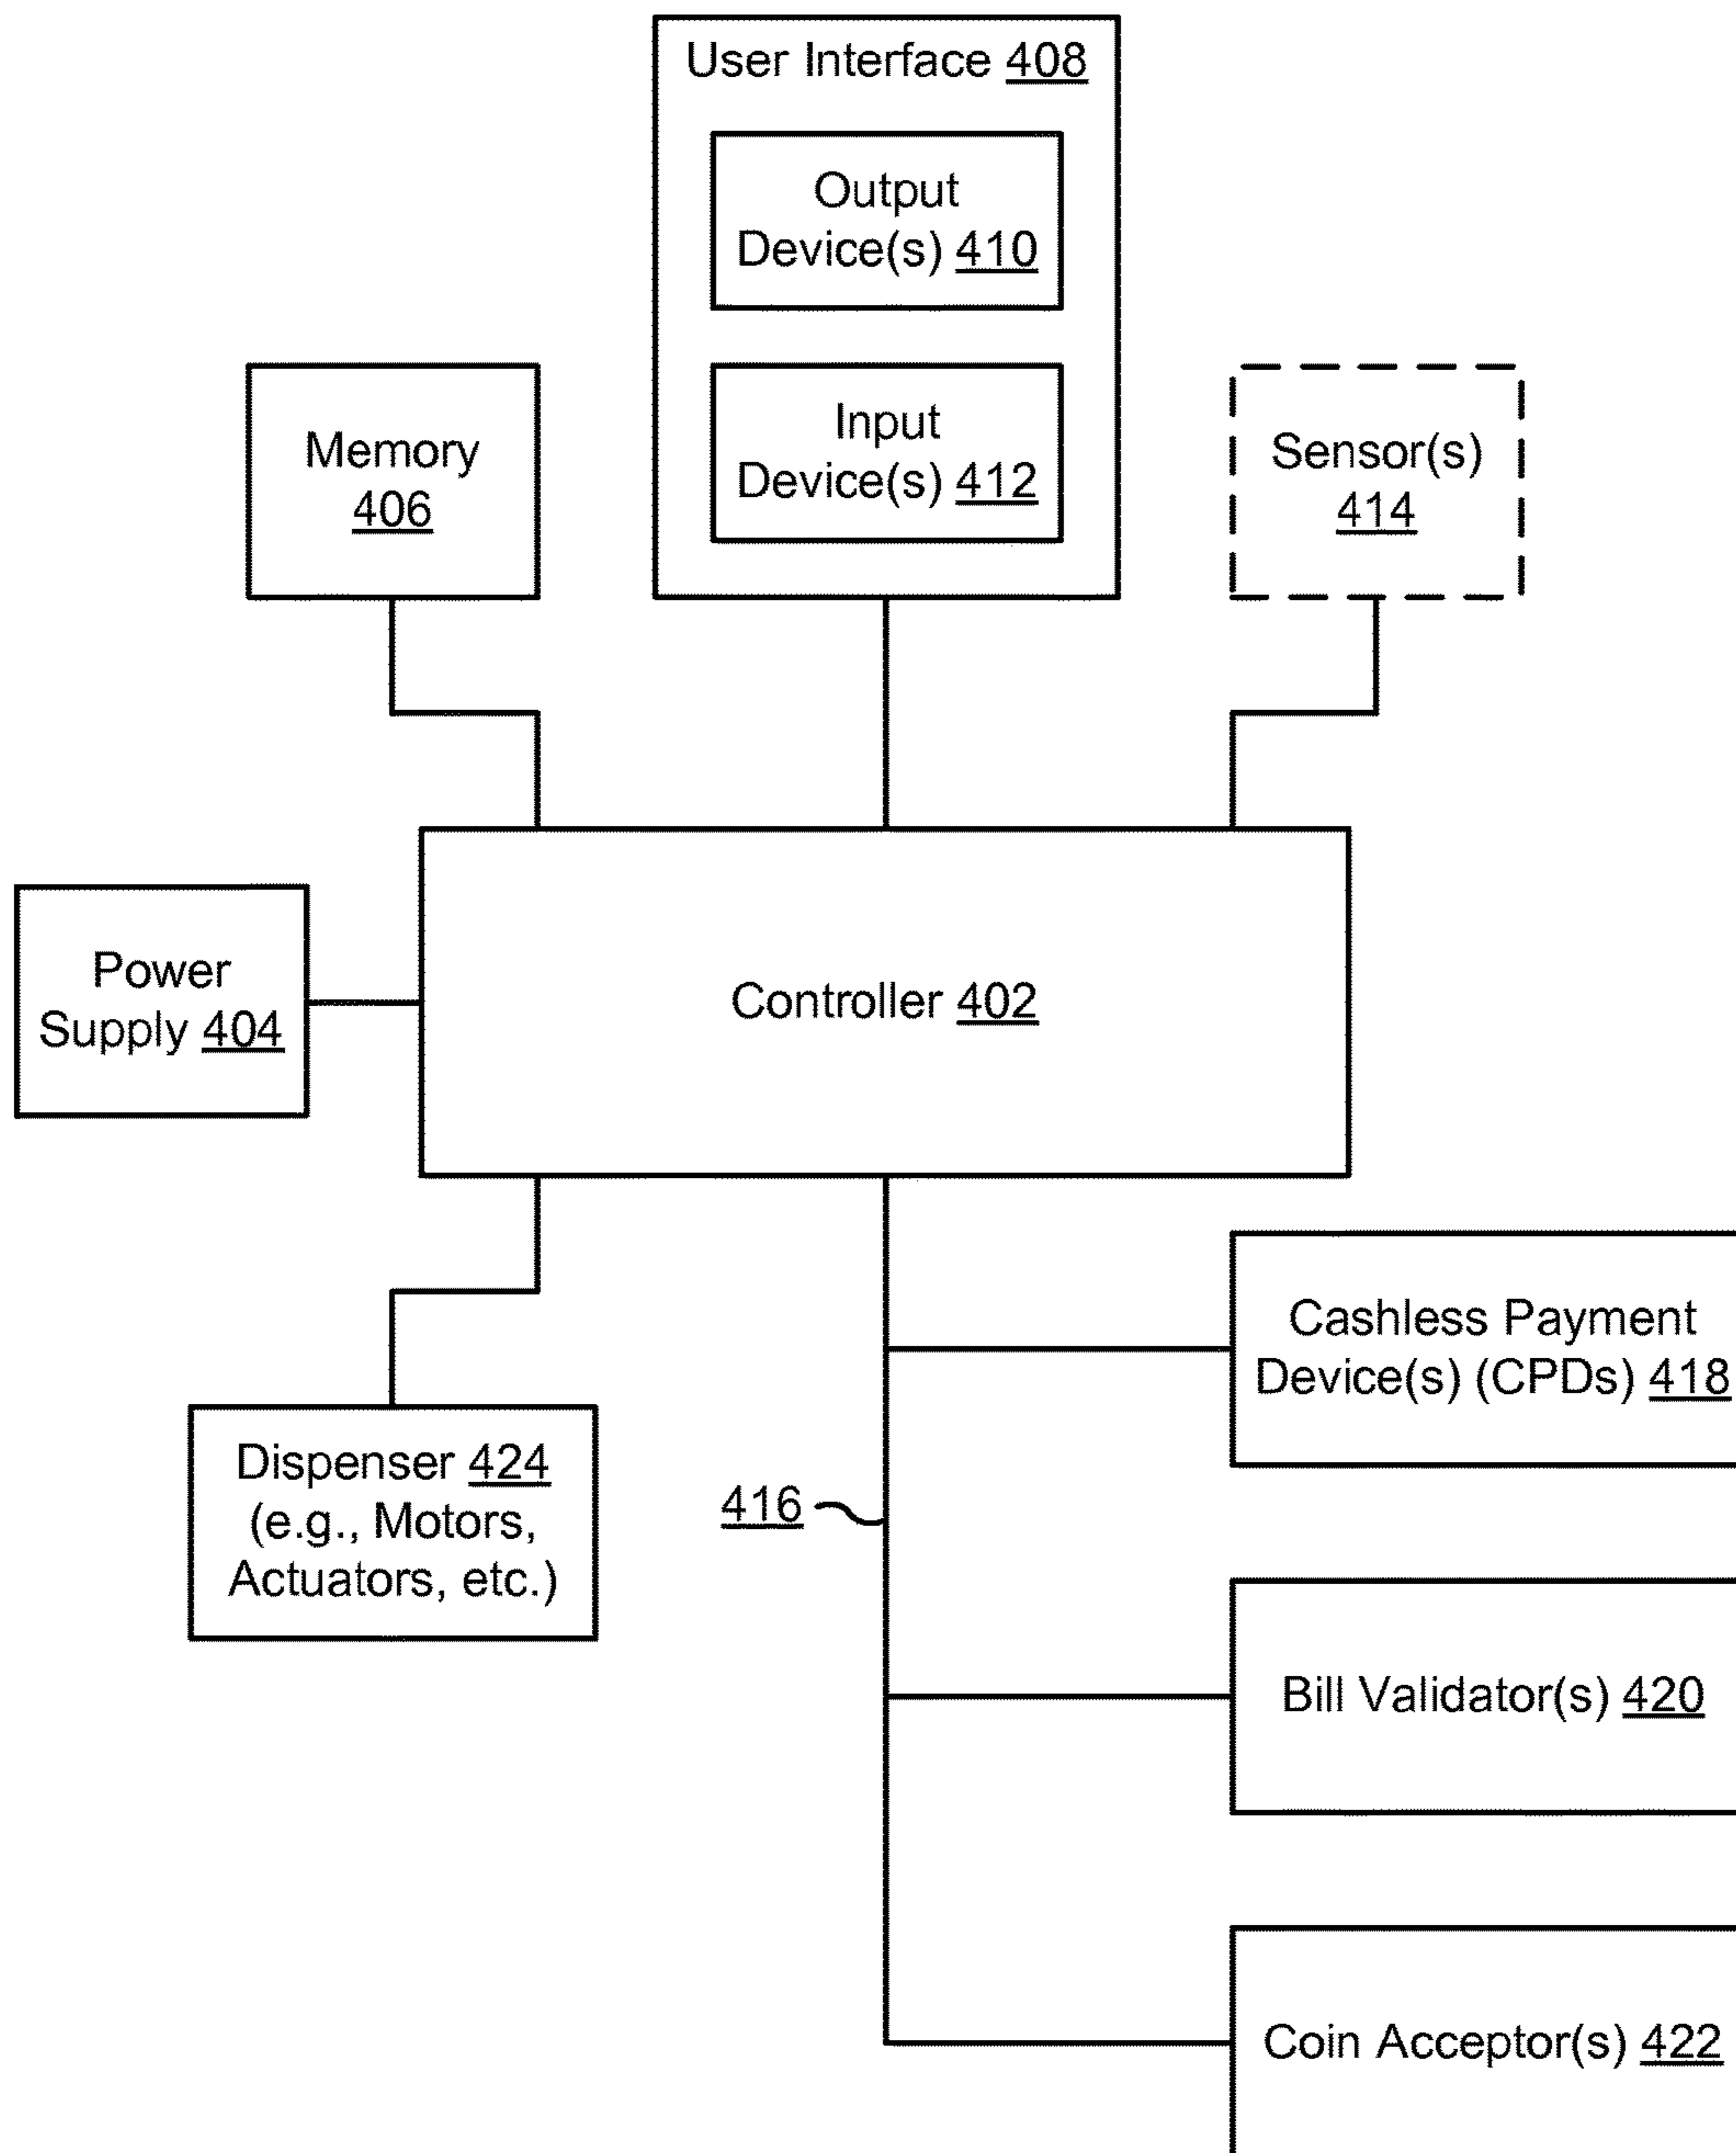 User Interface 408
Output
Device(s) 410
Input
Device(s) 412
Memory
406
Sensor(s)
414
Power
Supply 404
Controller 402
Cashless Payment
Device(s) (CPDs) 418
Dispenser 424
(e.g., Motors,
Actuators, etc.)
416
Bill Validator(s) 420
Coin Acceptor(s) 422